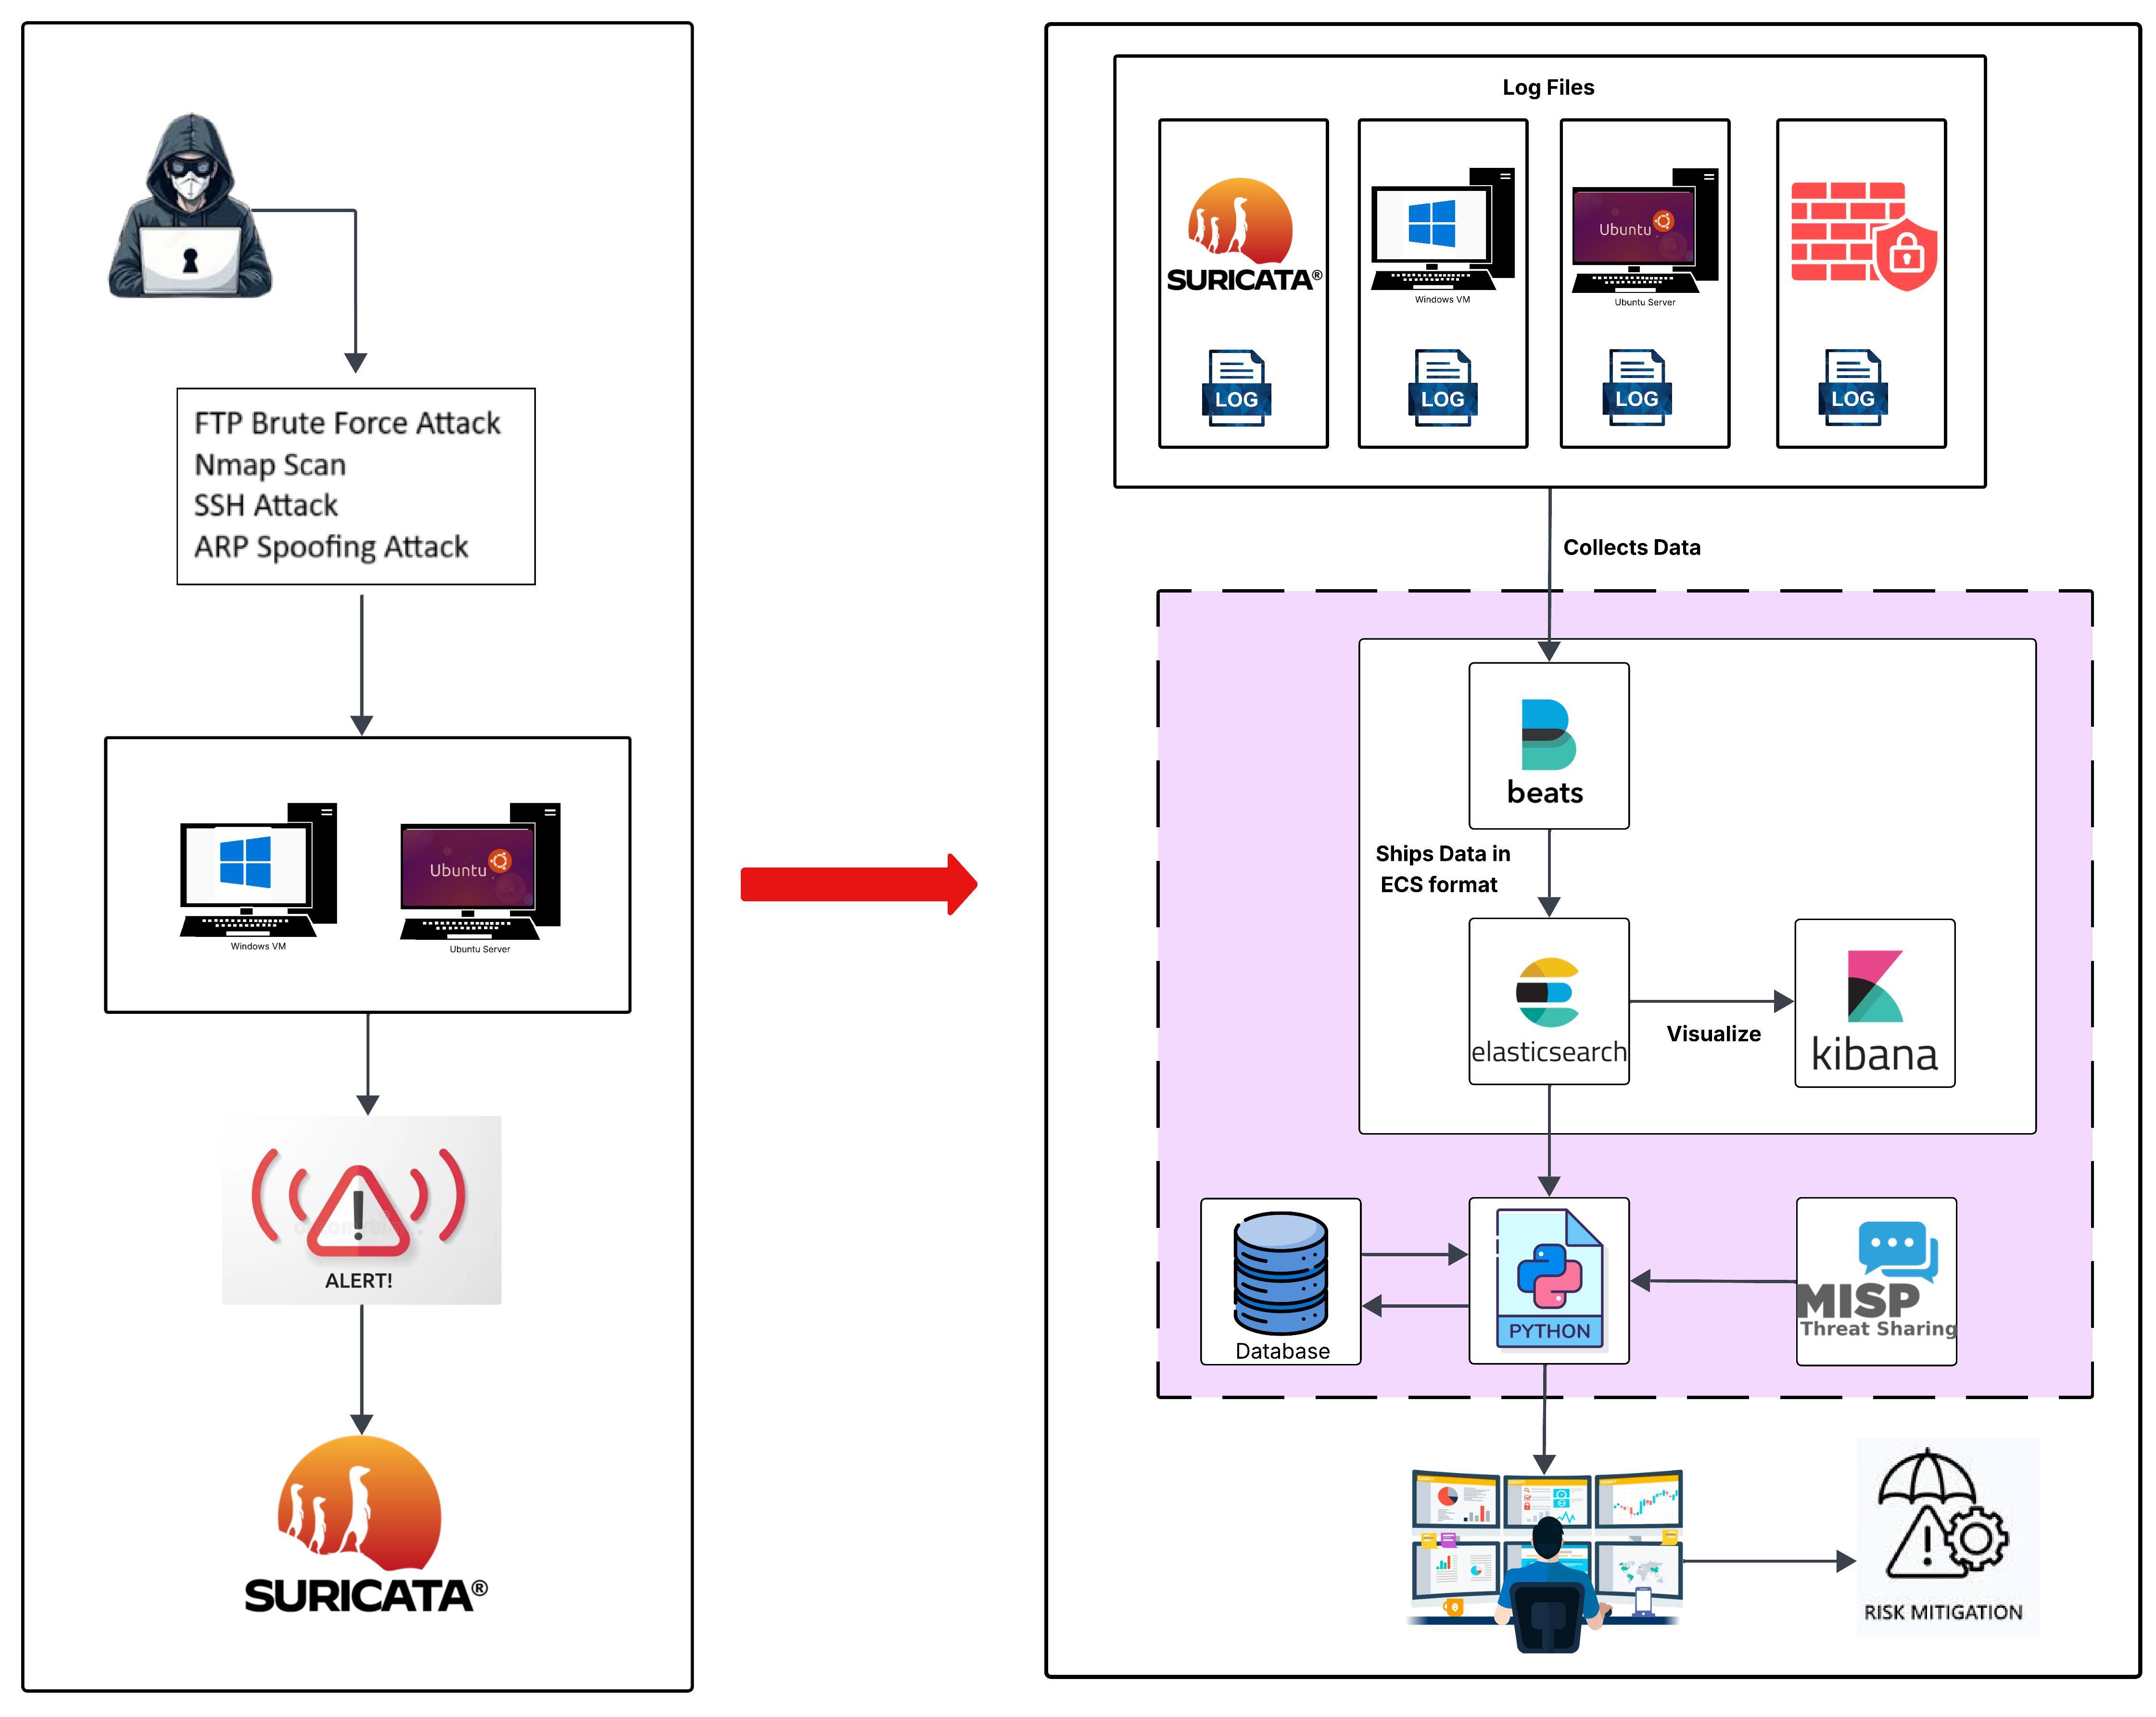 FTP Brute Force Attack
Nmap Scan
SSH Attack
ARP Spoofing Attack
Ubuntu
Windows VM
Ubuntu Server
ALERT!
SURICATA®
Log Files
SURICATA®
Ubuntu
Windows VM
Ubuntu Server
LOG
LOG
LOG
LOG
Collects Data
beats
Ships Data in
ECS format
elasticsearch
Visualize
kibana
Database
PYTHON
MISP
Threat Sharing
RISK MITIGATION